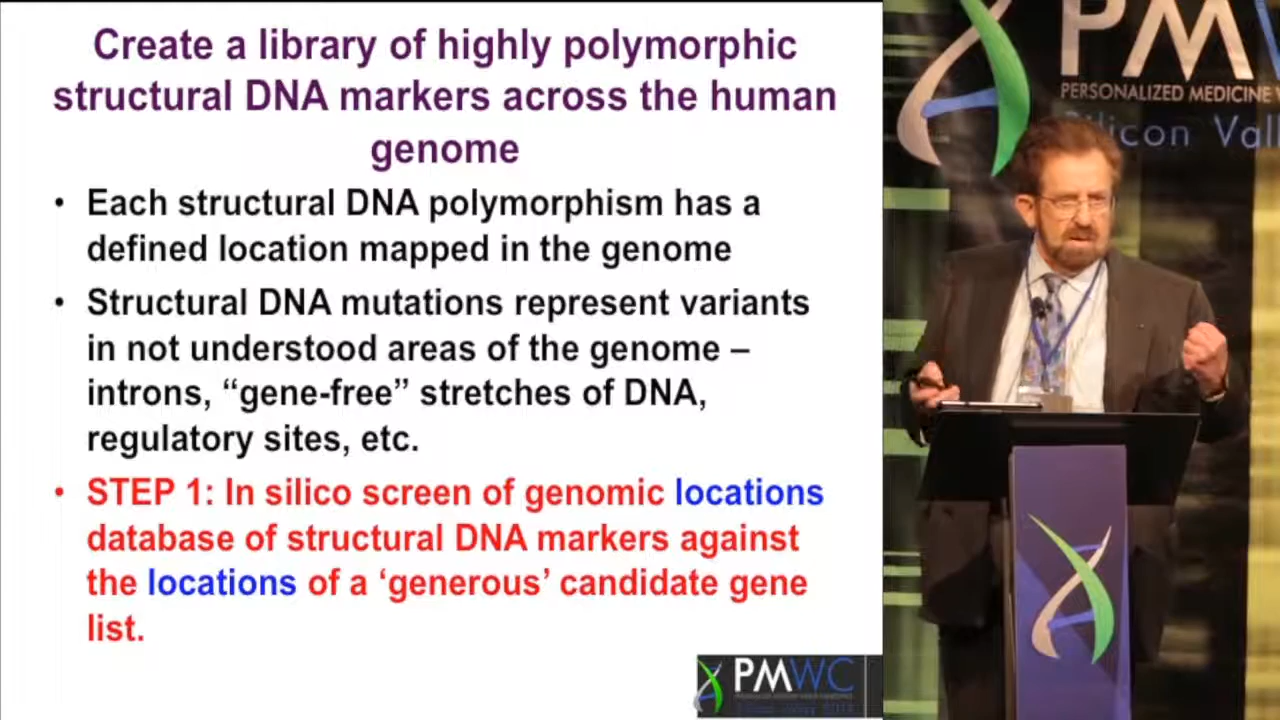 Create a library of highly polymorphic
structural DNA markers across the human
genome
• Each structural DNA polymorphism has a
defined location mapped in the genome
• Structural DNA mutations represent variants
in not understood areas of the genome –
introns, “gene-free” stretches of DNA,
regulatory sites, etc.
• STEP 1: In silico screen of genomic locations
database of structural DNA markers against
the locations of a ‘generous’ candidate gene
list.
PMWC
PM
PERSONALIZED MEDICINE
Silicon Vall